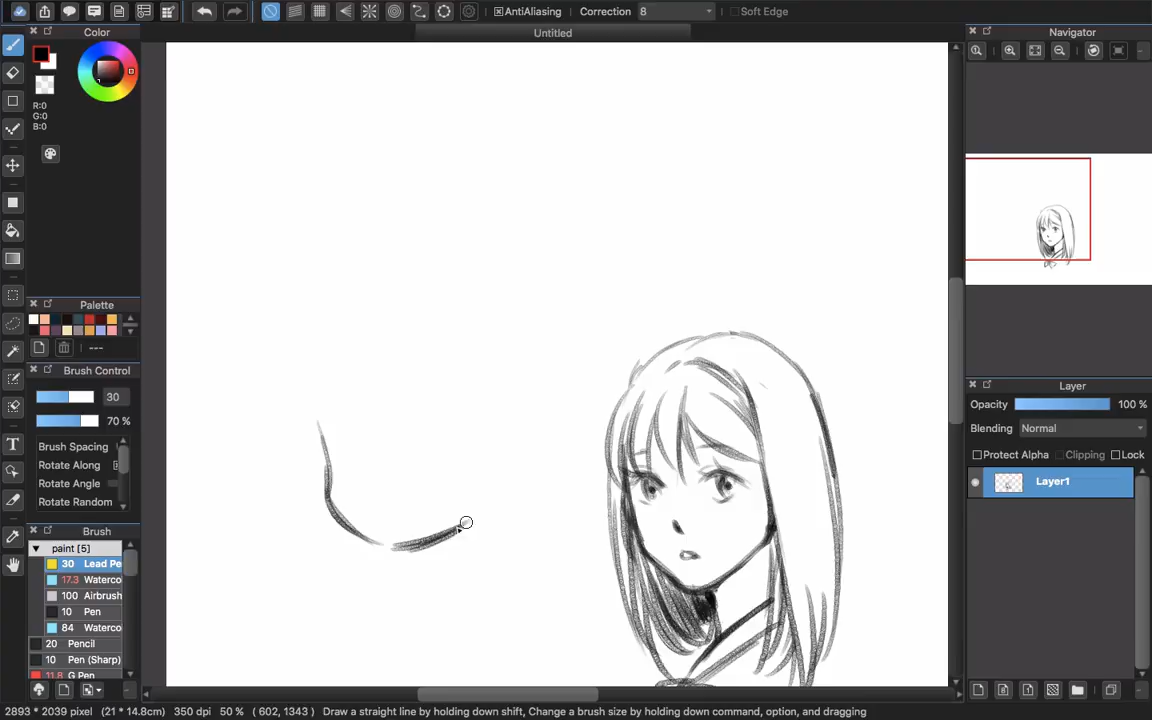 AntiAliasing Correction 8 Soft Edge
Untitled
Color
R:0
G:0
B:0
Palette
---
Brush Control
30
70 %
Brush Spacing
Rotate Along
Rotate Angle
Rotate Random
Brush
paint [5]
30 Lead Pe
17.3 Waterco
100 Airbrush
10 Pen
84 Waterco
20 Pencil
10 Pen (Sharp)
11.8 G Pen
T
Navigator
Layer
Opacity 100 %
Blending Normal
Protect Alpha Clipping Lock
Layer1
2893 * 2039 pixel (21 * 14.8cm) 350 dpi 50 % ( 602, 1343 ) Draw a straight line by holding down shift, Change a brush size by holding down command, option, and dragging